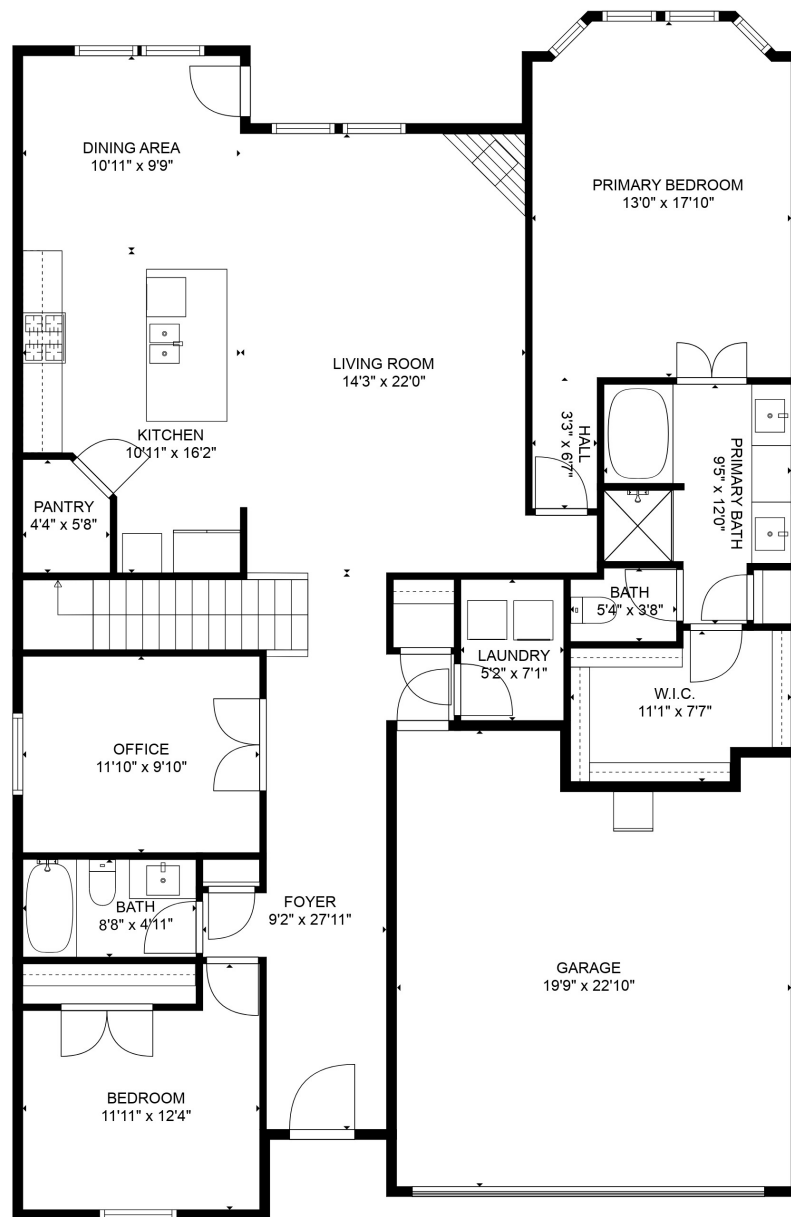 DINING AREA
10'11" x 9'9"
PRIMARY BEDROOM
13'0" x 17'10"
LIVING ROOM
14'3" x 22'0"
KITCHEN
10'11" x 16'2"
HALL
3'3" x 6'7"
PRIMARY BATH
9'5" x 12'0"
PANTRY
4'4" x 5'8"
BATH
5'4" x 3'8"
LAUNDRY
5'2" x 7'1"
W.I.C.
11'1" x 7'7"
OFFICE
11'10" x 9'10"
BATH
8'8" x 4'11"
FOYER
9'2" x 27'11"
GARAGE
19'9" x 22'10"
BEDROOM
11'11" x 12'4"